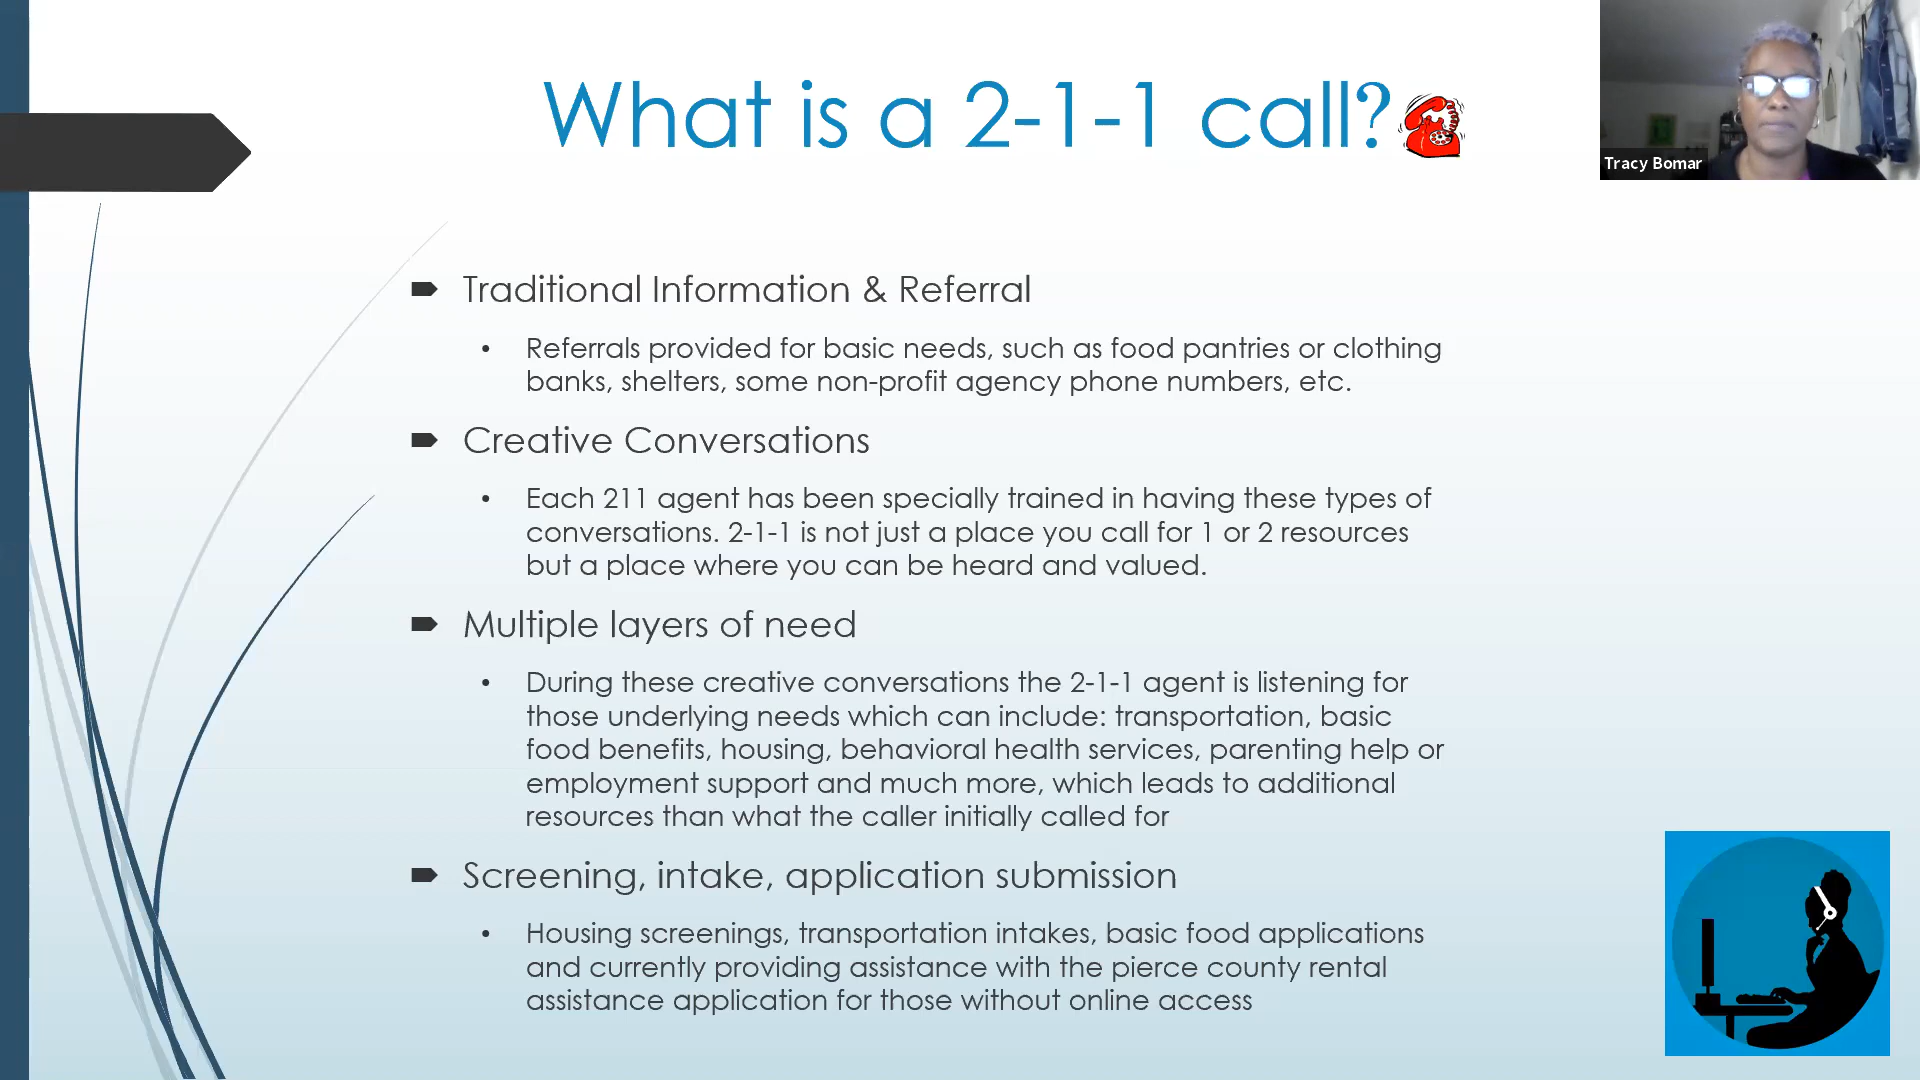 What is a 2-1-1 call?
Tracy Bomar
Traditional Information & Referral
• Referrals provided for basic needs, such as food pantries or clothing
banks, shelters, some non-profit agency phone numbers, etc.
Creative Conversations
• Each 211 agent has been specially trained in having these types of
conversations. 2-1-1 is not just a place you call for 1 or 2 resources
but a place where you can be heard and valued.
Multiple layers of need
• During these creative conversations the 2-1-1 agent is listening for
those underlying needs which can include: transportation, basic
food benefits, housing, behavioral health services, parenting help or
employment support and much more, which leads to additional
resources than what the caller initially called for
Screening, intake, application submission
• Housing screenings, transportation intakes, basic food applications
and currently providing assistance with the pierce county rental
assistance application for those without online access